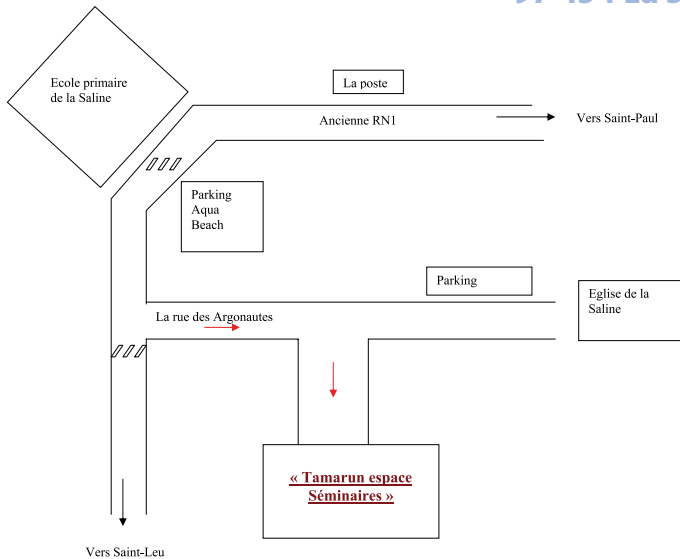 Ecole primaire
de la Saline
La poste
Ancienne RN1
Vers Saint-Paul
Parking
Aqua
Beach
Parking
Eglise de la
Saline
La rue des Argonautes
« Tamarun espace
Séminaires »
Vers Saint-Leu